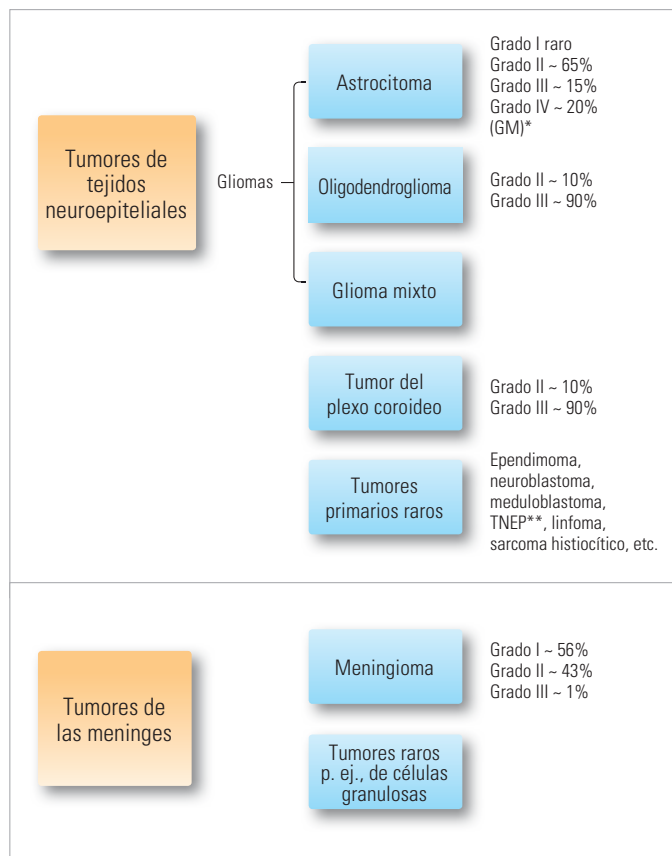 Tumores de
tejidos
neuroepiteliales
Gliomas
Astrocitoma
Grado I raro
Grado II ~ 65%
Grado III ~ 15%
Grado IV ~ 20%
(GM)*
Oligodendroglioma
Grado II ~ 10%
Grado III ~ 90%
Glioma mixto
Tumor del
plexo coroideo
Grado II ~ 10%
Grado III ~ 90%
Tumores
primarios raros
Ependimoma,
neuroblastoma,
meduloblastoma,
TNEP**, linfoma,
sarcoma histiocítico, etc.
Tumores de
las meninges
Meningioma
Grado I ~ 56%
Grado II ~ 43%
Grado III ~ 1%
Tumores raros
p. ej., de células
granulosas